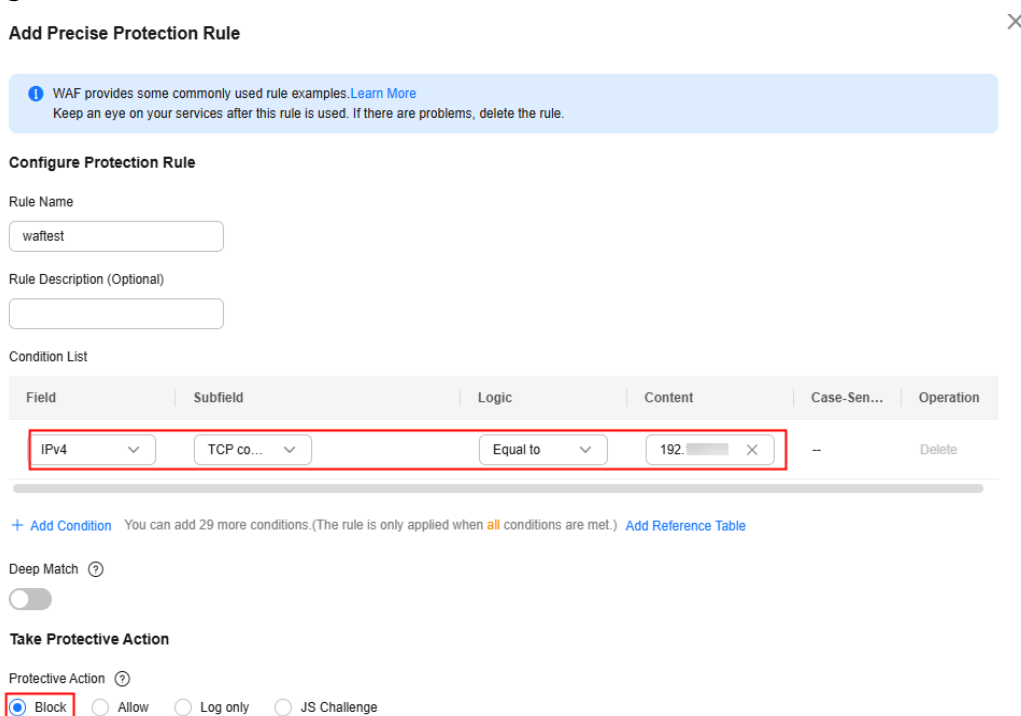 Add Precise Protection Rule
WAF provides some commonly used rule examples.Learn More
Keep an eye on your services after this rule is used. If there are problems, delete the rule.
Configure Protection Rule
Rule Name
waftest
Rule Description (Optional)
Condition List
Field Subfield Logic Content Case-Sen... Operation
IPv4 TCP co... Equal to 192. -- Delete
+ Add Condition You can add 29 more conditions.(The rule is only applied when all conditions are met.) Add Reference Table
Deep Match ?
Take Protective Action
Protective Action ?
Block Allow Log only JS Challenge